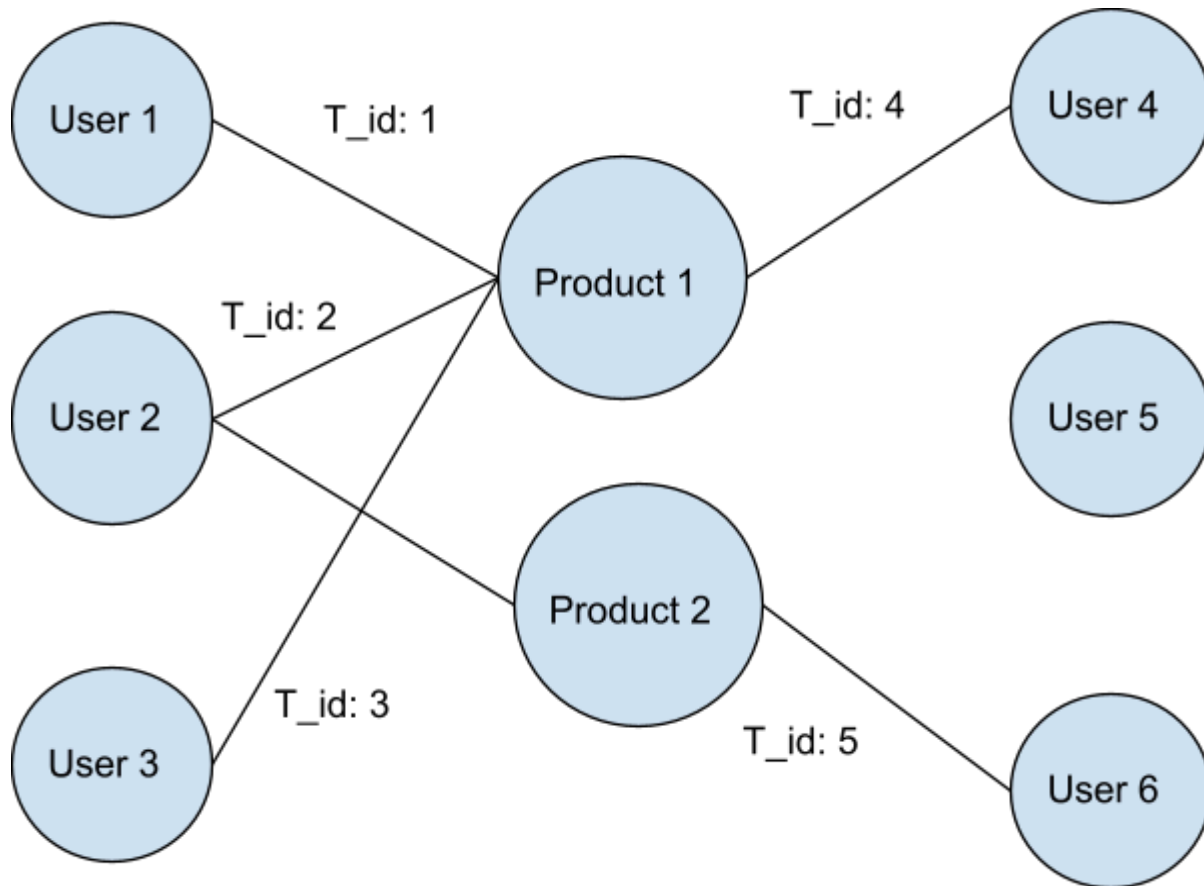 User 1
T_id: 1
T_id: 4
User 4
Product 1
T_id: 2
User 2
User 5
Product 2
T_id: 3
T_id: 5
User 3
User 6